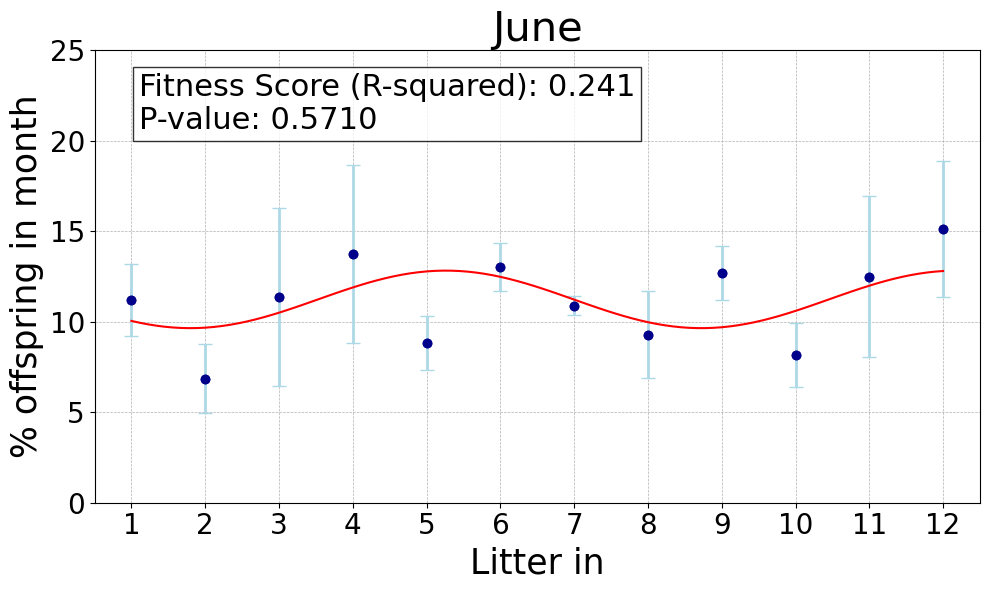 June
Fitness Score (R-squared): 0.241
P-value: 0.5710
% offspring in month
25
20
15
10
5
0
1 2 3 4 5 6 7 8 9 10 11 12
Litter in